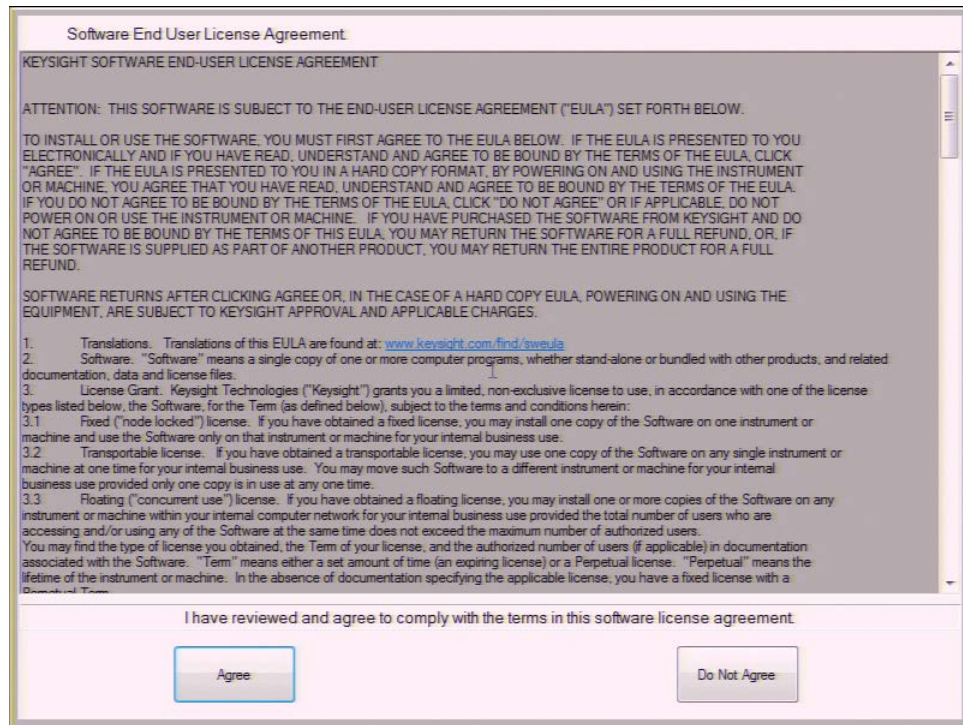 Software End User License Agreement
KEYSIGHT SOFTWARE END-USER LICENSE AGREEMENT
ATTENTION:  THIS SOFTWARE IS SUBJECT TO THE END-USER LICENSE AGREEMENT ("EULA") SET FORTH BELOW.
TO INSTALL OR USE THE SOFTWARE, YOU MUST FIRST AGREE TO THE EULA BELOW.  IF THE EULA IS PRESENTED TO YOU
ELECTRONICALLY AND IF YOU HAVE READ, UNDERSTAND AND AGREE TO BE BOUND BY THE TERMS OF THE EULA, CLICK
"AGREE".  IF THE EULA IS PRESENTED TO YOU IN A HARD COPY FORMAT, BY POWERING ON AND USING THE INSTRUMENT
OR MACHINE, YOU AGREE THAT YOU HAVE READ, UNDERSTAND AND AGREE TO BE BOUND BY THE TERMS OF THE EULA.
IF YOU DO NOT AGREE TO BE BOUND BY THE TERMS OF THE EULA, CLICK "DO NOT AGREE" OR IF APPLICABLE, DO NOT
POWER ON OR USE THE INSTRUMENT OR MACHINE.  IF YOU HAVE PURCHASED THE SOFTWARE FROM KEYSIGHT AND DO
NOT AGREE TO BE BOUND BY THE TERMS OF THIS EULA, YOU MAY RETURN THE SOFTWARE FOR A FULL REFUND, OR, IF
THE SOFTWARE IS SUPPLIED AS PART OF ANOTHER PRODUCT, YOU MAY RETURN THE ENTIRE PRODUCT FOR A FULL
REFUND.
SOFTWARE RETURNS AFTER CLICKING AGREE OR, IN THE CASE OF A HARD COPY EULA, POWERING ON AND USING THE
EQUIPMENT, ARE SUBJECT TO KEYSIGHT APPROVAL AND APPLICABLE CHARGES.
1. Translations.  Translations of this EULA are found at: www.keysight.com/find/sweula
2. Software.  "Software" means a single copy of one or more computer programs, whether stand-alone or bundled with other products, and related
documentation, data and license files.
3. License Grant.  Keysight Technologies ("Keysight") grants you a limited, non-exclusive license to use, in accordance with one of the license
types listed below, the Software, for the Term (as defined below), subject to the terms and conditions herein:
3.1 Fixed ("node locked") license.  If you have obtained a fixed license, you may install one copy of the Software on one instrument or
machine and use the Software only on that instrument or machine for your internal business use.
3.2 Transportable license.  If you have obtained a transportable license, you may use one copy of the Software on any single instrument or
machine at one time for your internal business use.  You may move such Software to a different instrument or machine for your internal
business use provided only one copy is in use at any one time.
3.3 Floating ("concurrent use") license.  If you have obtained a floating license, you may install one or more copies of the Software on any
instrument or machine within your internal computer network for your internal business use provided the total number of users who are
accessing and/or using any of the Software at the same time does not exceed the maximum number of authorized users.
You may find the type of license you obtained, the Term of your license, and the authorized number of users (if applicable) in documentation
associated with the Software.  "Term" means either a set amount of time (an expiring license) or a Perpetual license.  "Perpetual" means the
lifetime of the instrument or machine.  In the absence of documentation specifying the applicable license, you have a fixed license with a
Perpetual Term.
I have reviewed and agree to comply with the terms in this software license agreement.
Agree
Do Not Agree